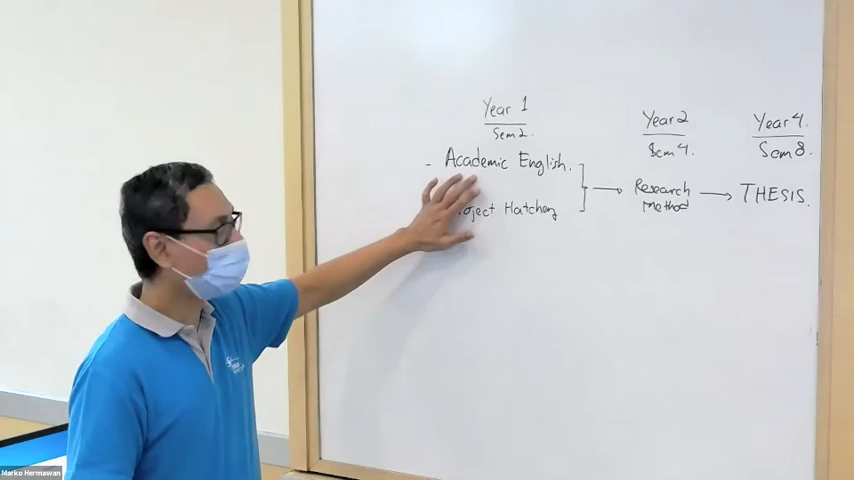 Year 1
Sem 2.
- Academic English.
Project Hatchery
Year 2
Sem 4.
Research
Method
Year 4.
Sem 8.
THESIS.
Marko Hermawan